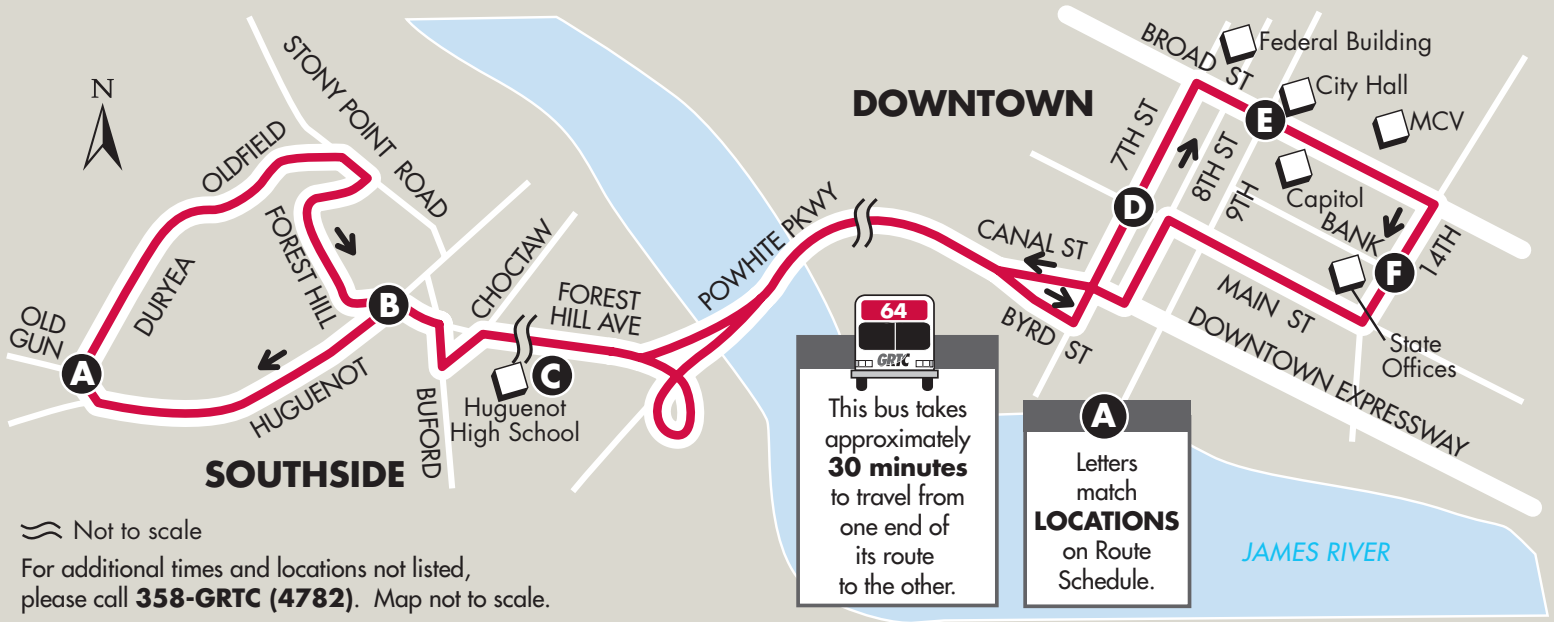 N
STONY POINT ROAD
OLDFIELD
FOREST HILL
DURYEA
OLD
GUN
A
B
HUGUENOT
BUFORD
CHOCTAW
FOREST
HILL AVE
C
Huguenot
High School
SOUTHSIDE
POWHITE PKWY
DOWNTOWN
BROAD ST
Federal Building
City Hall
MCV
E
7TH ST
8TH ST
9TH
Capitol
BANK
D
F
14TH
CANAL ST
BYRD ST
MAIN ST
State
Offices
DOWNTOWN EXPRESSWAY
64
GRTC
This bus takes
approximately
30 minutes
to travel from
one end of
its route
to the other.
A
Letters
match
LOCATIONS
on Route
Schedule.
JAMES RIVER
Not to scale
For additional times and locations not listed,
please call 358-GRTC (4782). Map not to scale.